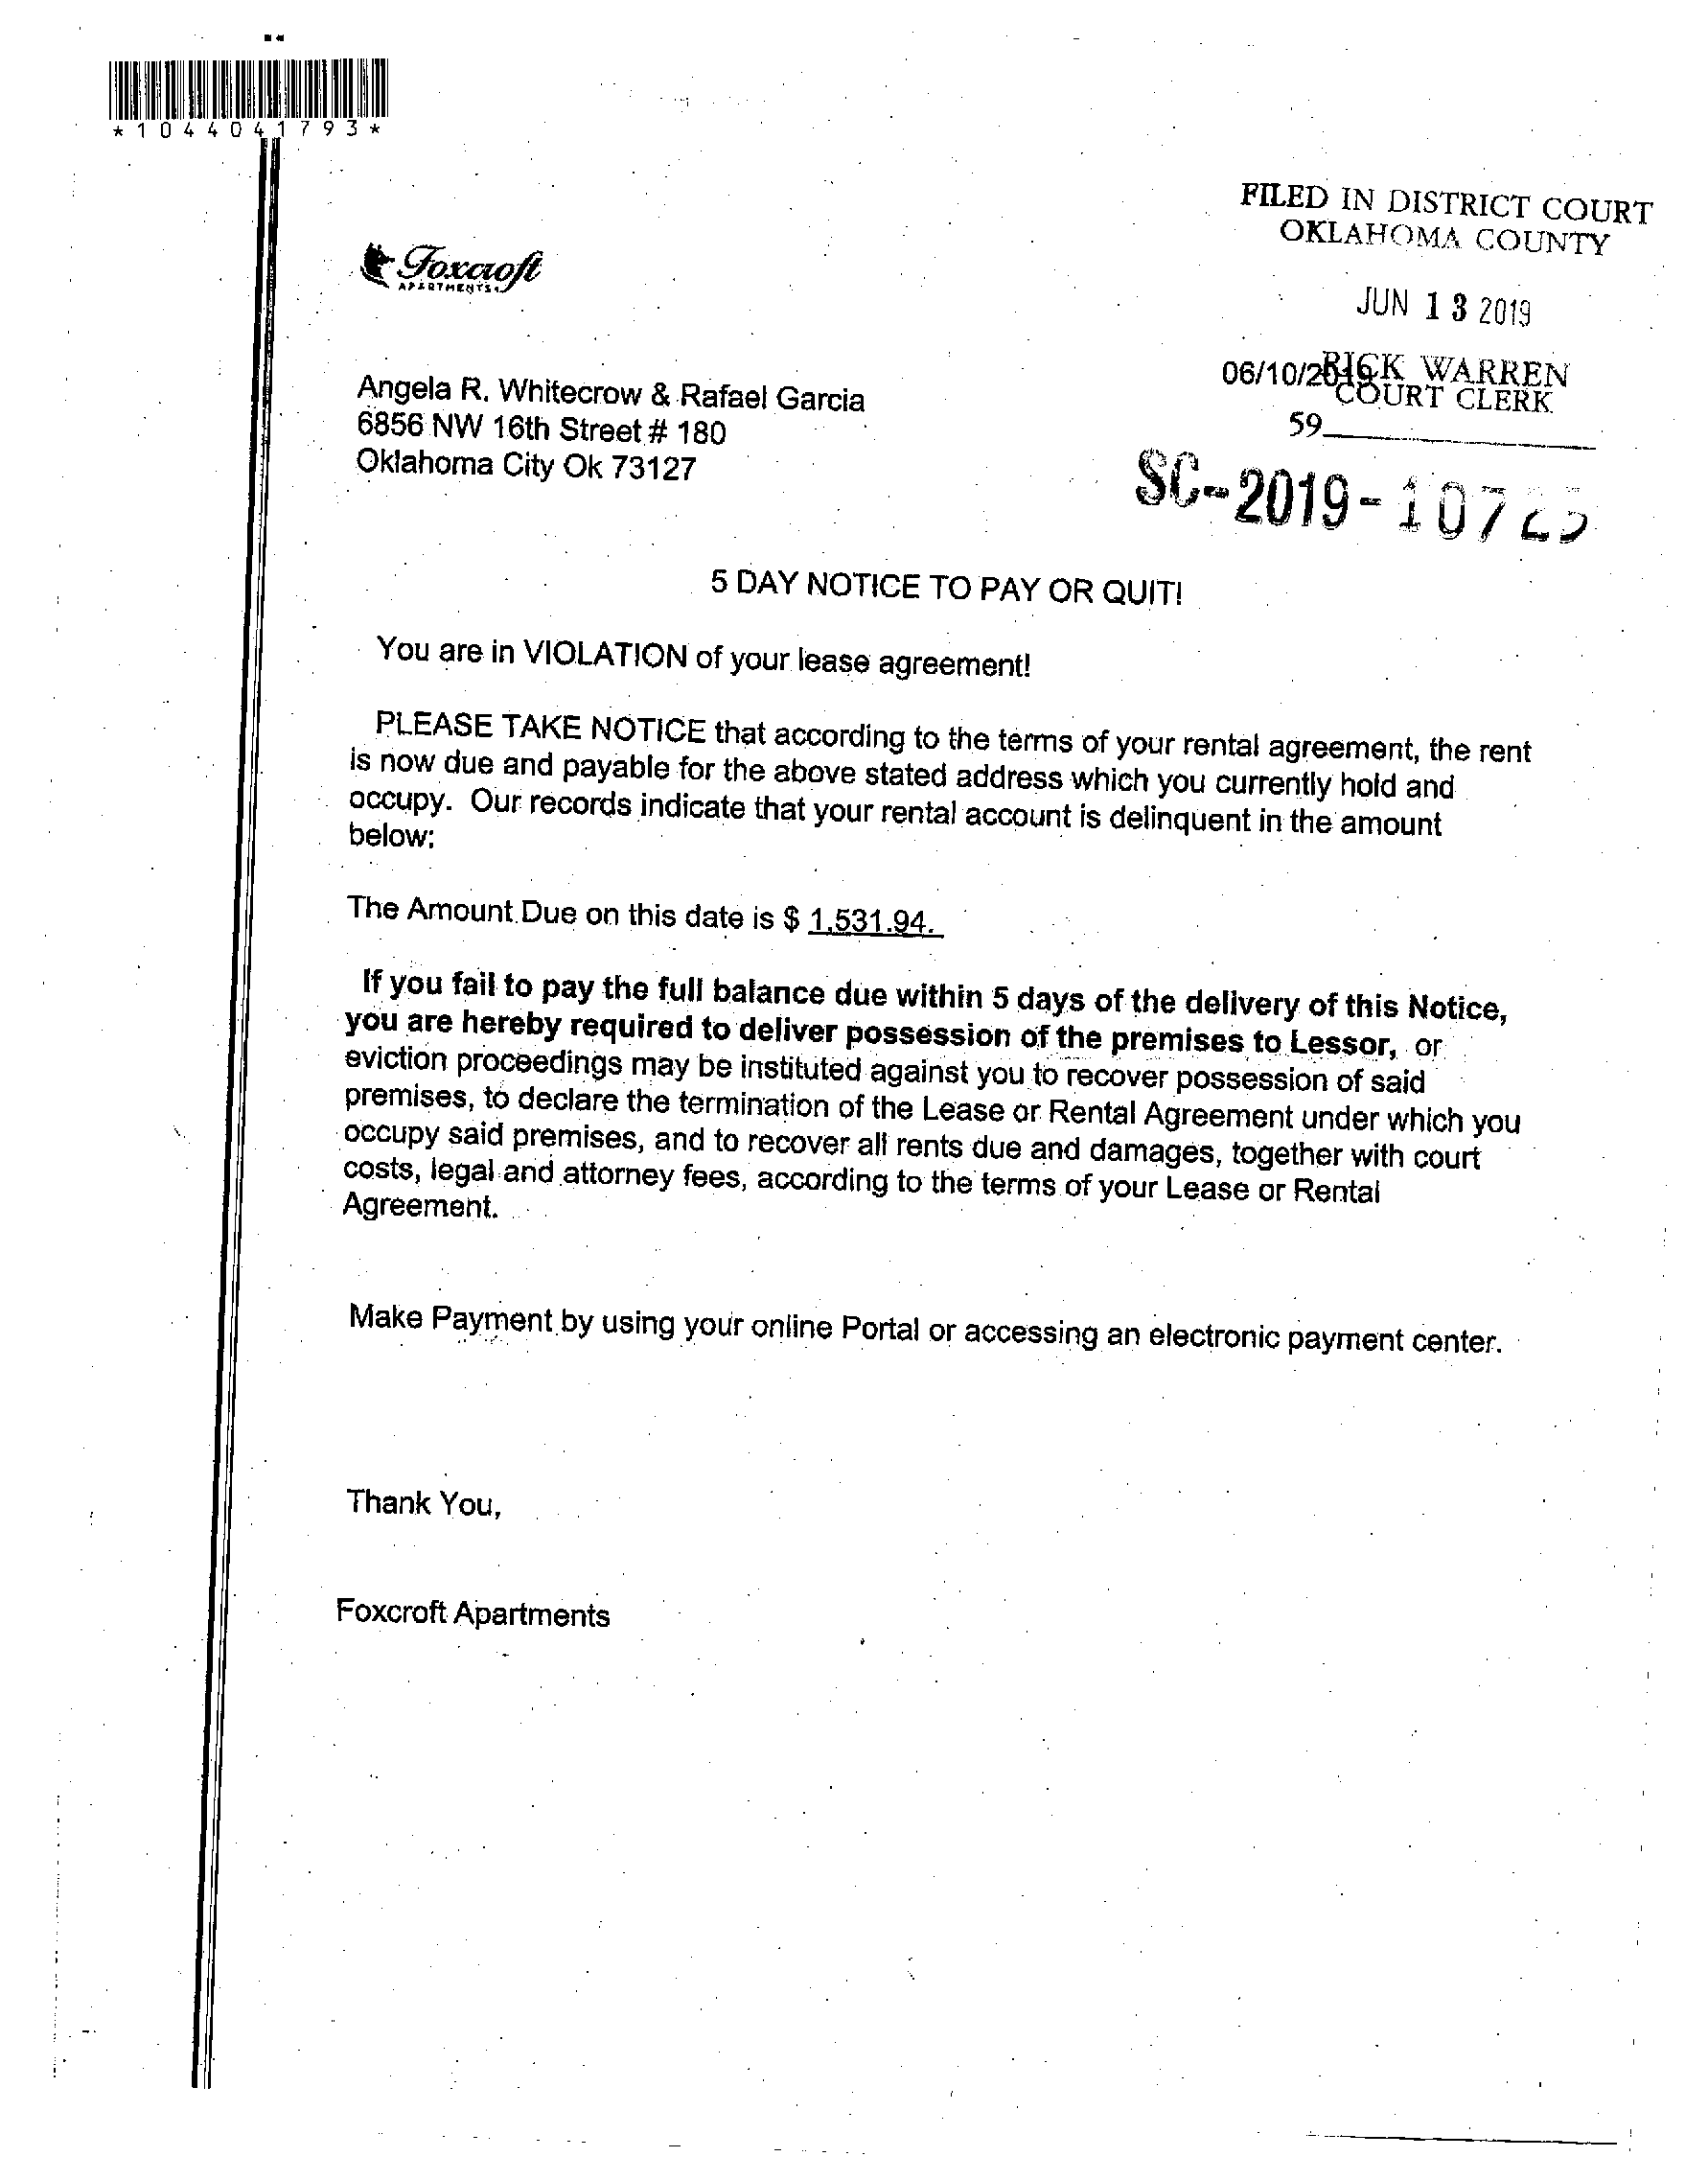 *1044041793*
FILED IN DISTRICT COURT
OKLAHOMA COUNTY
JUN 13 2019
Foxcroft
APARTMENTS
RICK WARREN
COURT CLERK
06/10/2019
59
Angela R. Whitecrow & Rafael Garcia
6856 NW 16th Street # 180
Oklahoma City Ok 73127
SC-2019-
5 DAY NOTICE TO PAY OR QUIT!
You are in VIOLATION of your lease agreement!
PLEASE TAKE NOTICE that according to the terms of your rental agreement, the rent
is now due and payable for the above stated address which you currently hold and
occupy. Our records indicate that your rental account is delinquent in the amount
below:
The Amount Due on this date is $ 1,531.94.
If you fail to pay the full balance due within 5 days of the delivery of this Notice,
you are hereby required to deliver possession of the premises to Lessor, or
eviction proceedings may be instituted against you to recover possession of said
premises, to declare the termination of the Lease or Rental Agreement under which you
occupy said premises, and to recover all rents due and damages, together with court
costs, legal and attorney fees, according to the terms of your Lease or Rental
Agreement.
Make Payment by using your online Portal or accessing an electronic payment center.
Thank You,
Foxcroft Apartments